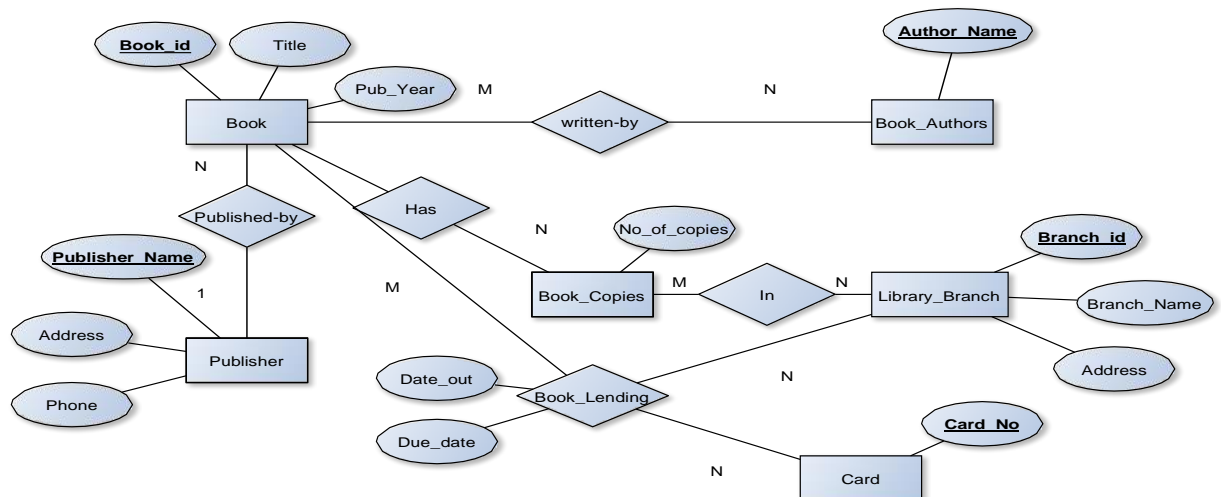 Book_id
Title
Author_Name
Pub_Year
M
N
Book
written-by
Book_Authors
N
Has
Published-by
No_of_copies
Branch_id
Publisher_Name
N
M
N
Book_Copies
In
Library_Branch
1
M
Branch_Name
Address
Publisher
Date_out
N
Address
Book_Lending
Phone
Due_date
Card_No
N
Card